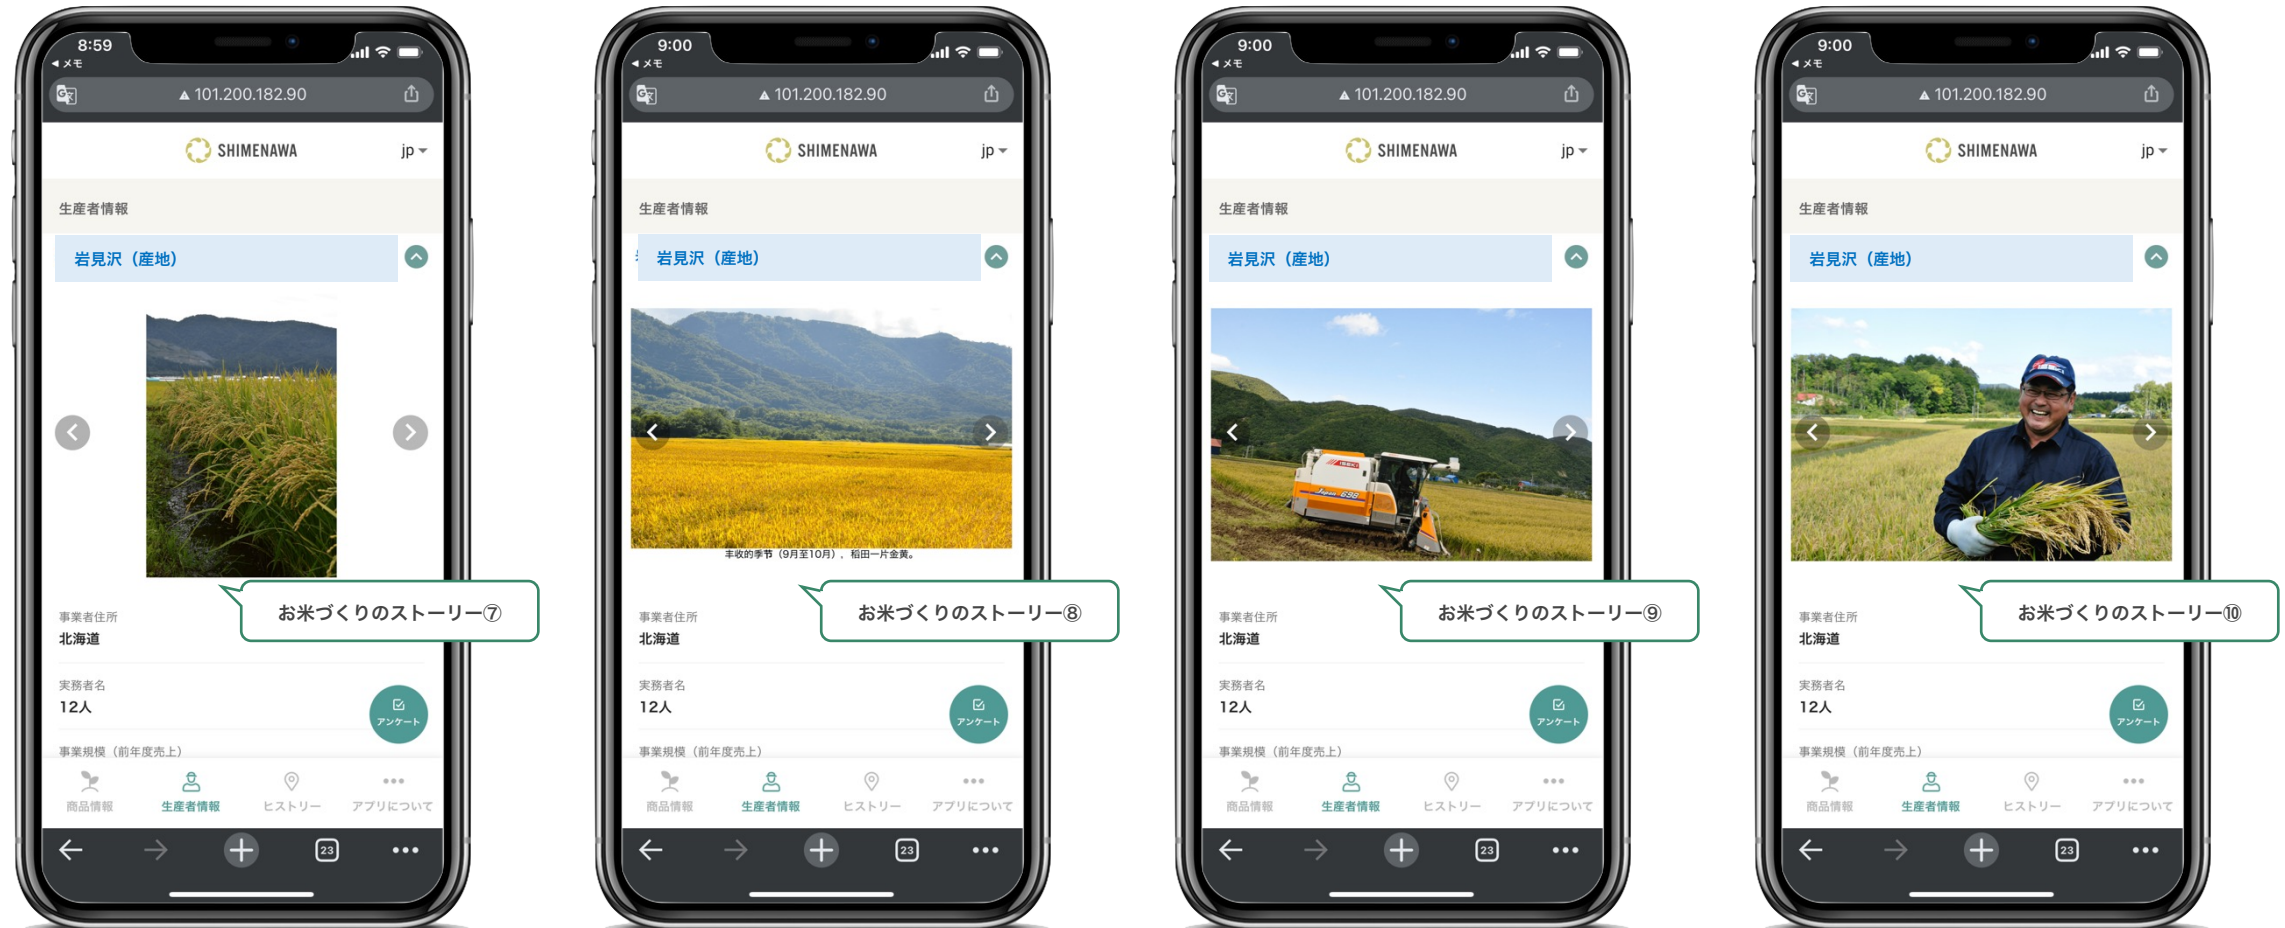 8:59
メモ
101.200.182.90
SHIMENAWA
jp
生産者情報
岩見沢（産地）
お米づくりのストーリー⑦
事業者住所
北海道
実務者名
12人
アンケート
事業規模（前年度売上）
商品情報
生産者情報
ヒストリー
アプリについて
23
9:00
メモ
101.200.182.90
SHIMENAWA
jp
生産者情報
岩見沢（産地）
丰收的季节（9月至10月），稻田一片金黄。
お米づくりのストーリー⑧
事業者住所
北海道
実務者名
12人
アンケート
事業規模（前年度売上）
商品情報
生産者情報
ヒストリー
アプリについて
23
9:00
メモ
101.200.182.90
SHIMENAWA
jp
生産者情報
岩見沢（産地）
ISEKI
Japan 698
お米づくりのストーリー⑨
事業者住所
北海道
実務者名
12人
アンケート
事業規模（前年度売上）
商品情報
生産者情報
ヒストリー
アプリについて
23
9:00
メモ
101.200.182.90
SHIMENAWA
jp
生産者情報
岩見沢（産地）
ISEKI
お米づくりのストーリー⑩
事業者住所
北海道
実務者名
12人
アンケート
事業規模（前年度売上）
商品情報
生産者情報
ヒストリー
アプリについて
23